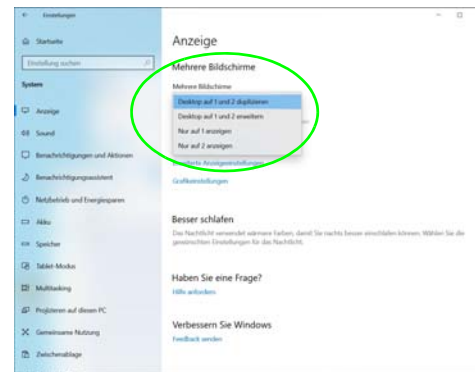 Einstellungen
Startseite
Einstellung suchen
System
Anzeige
Sound
Benachrichtigungen und Aktionen
Benachrichtigungsassistent
Netzbetrieb und Energiesparen
Akku
Speicher
Tablet-Modus
Multitasking
Projizieren auf diesen PC
Gemeinsame Nutzung
Zwischenablage
Anzeige
Mehrere Bildschirme
Mehrere Bildschirme
Desktop auf 1 und 2 duplizieren
Desktop auf 1 und 2 erweitern
Nur auf 1 anzeigen
Nur auf 2 anzeigen
Erweiterte Anzeigeeinstellungen
Grafikeinstellungen
Besser schlafen
Das Nachtlicht verwendet wärmere Farben, damit Sie nachts besser einschlafen können. Wählen Sie die
gewünschten Einstellungen für das Nachtlicht.
Haben Sie eine Frage?
Hilfe anfordern
Verbessern Sie Windows
Feedback senden